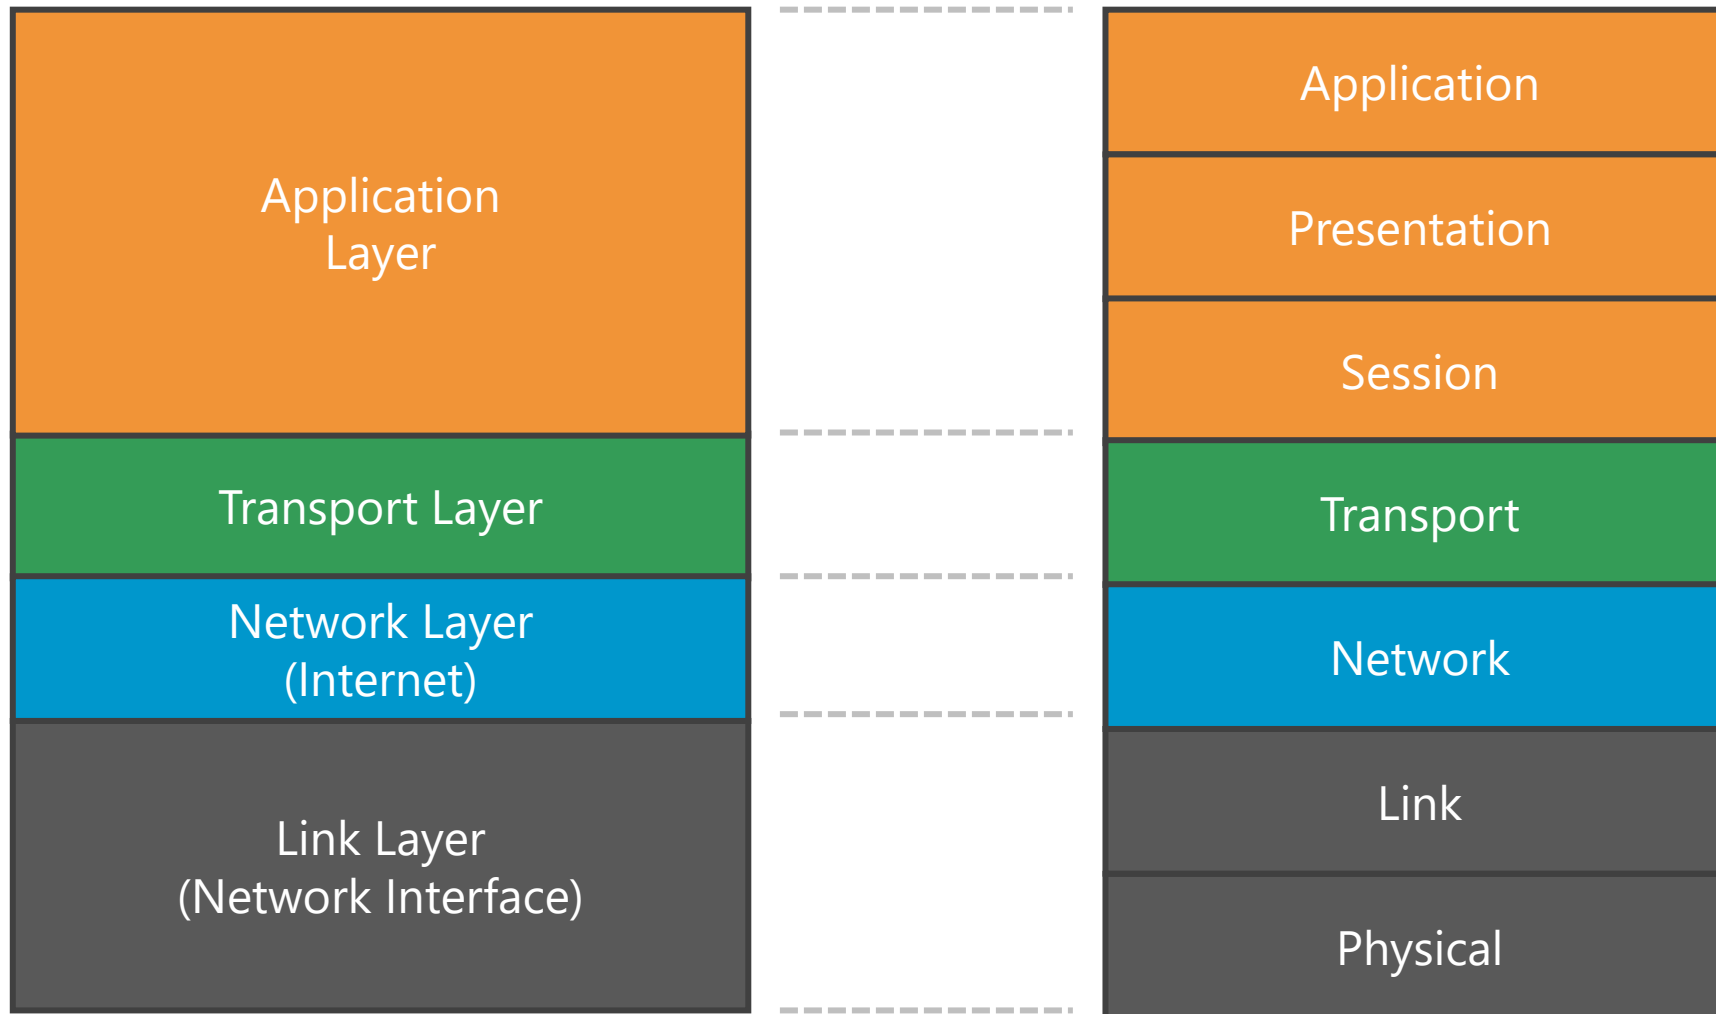 Application
Layer
Transport Layer
Network Layer
(Internet)
Link Layer
(Network Interface)
Application
Presentation
Session
Transport
Network
Link
Physical